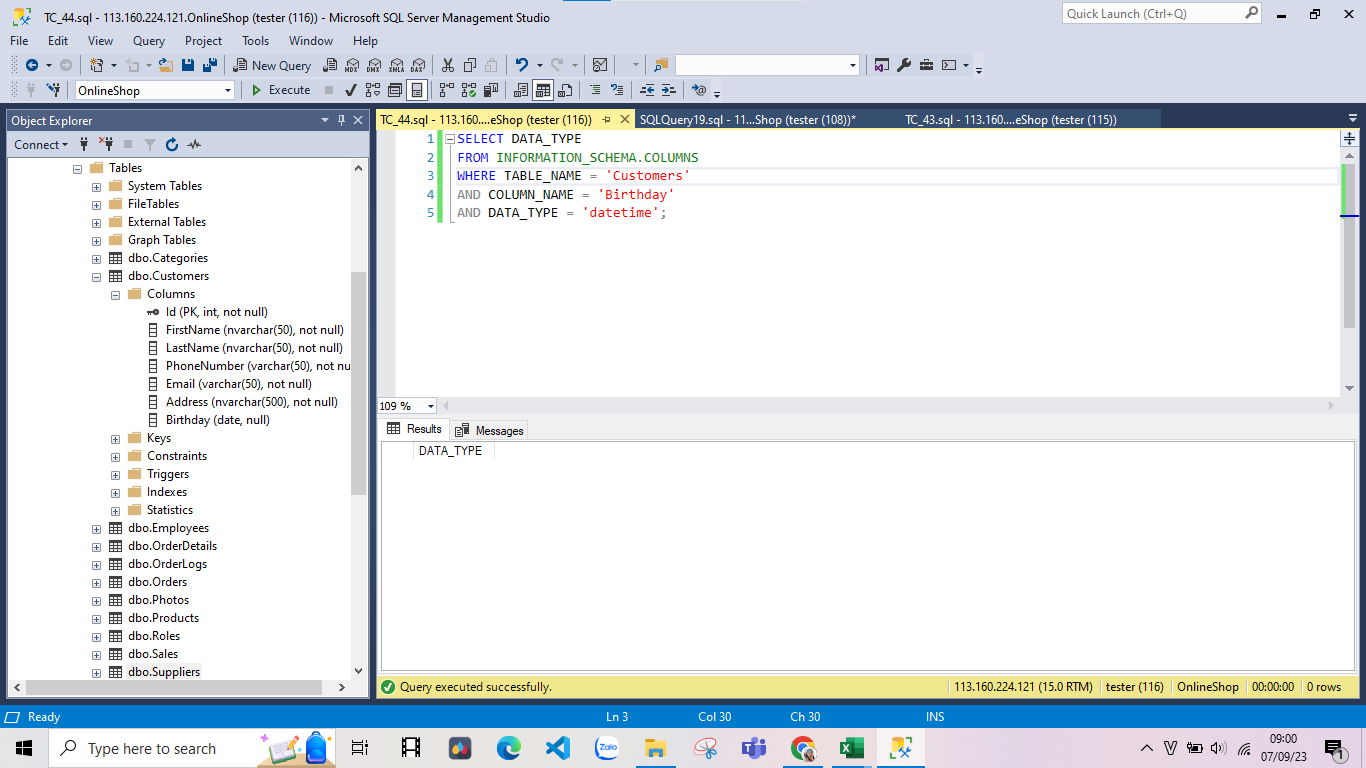 TC_44.sql - 113.160.224.121.OnlineShop (tester (116)) - Microsoft SQL Server Management Studio
Quick Launch (Ctrl+Q)
File Edit View Query Project Tools Window Help
New Query MDX DMX XMLA DAX
OnlineShop Execute
Object Explorer
Connect
Tables
System Tables
FileTables
External Tables
Graph Tables
dbo.Categories
dbo.Customers
Columns
Id (PK, int, not null)
FirstName (nvarchar(50), not null)
LastName (nvarchar(50), not null)
PhoneNumber (varchar(50), not nu
Email (varchar(50), not null)
Address (nvarchar(500), not null)
Birthday (date, null)
Keys
Constraints
Triggers
Indexes
Statistics
dbo.Employees
dbo.OrderDetails
dbo.OrderLogs
dbo.Orders
dbo.Photos
dbo.Products
dbo.Roles
dbo.Sales
dbo.Suppliers
TC_44.sql - 113.160....eShop (tester (116)) SQLQuery19.sql - 11...Shop (tester (108))* TC_43.sql - 113.160....eShop (tester (115))
1 SELECT DATA_TYPE
2 FROM INFORMATION_SCHEMA.COLUMNS
3 WHERE TABLE_NAME = 'Customers'
4 AND COLUMN_NAME = 'Birthday'
5 AND DATA_TYPE = 'datetime';
109 %
Results Messages
DATA_TYPE
Query executed successfully. 113.160.224.121 (15.0 RTM) tester (116) OnlineShop 00:00:00 0 rows
Ready Ln 3 Col 30 Ch 30 INS
Type here to search Zalo 09:00
07/09/23 1